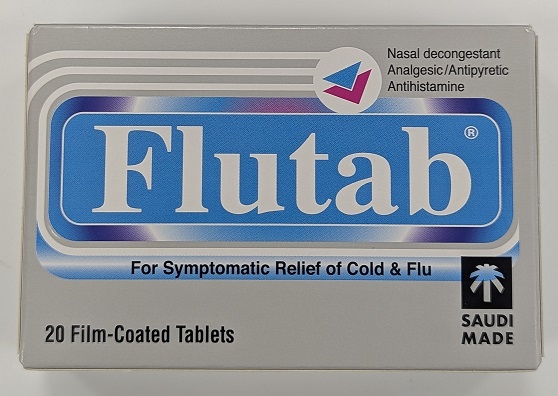 Nasal decongestant
Analgesic/Antipyretic
Antihistamine
Flutab®
For Symptomatic Relief of Cold & Flu
20 Film-Coated Tablets
SAUDI
MADE